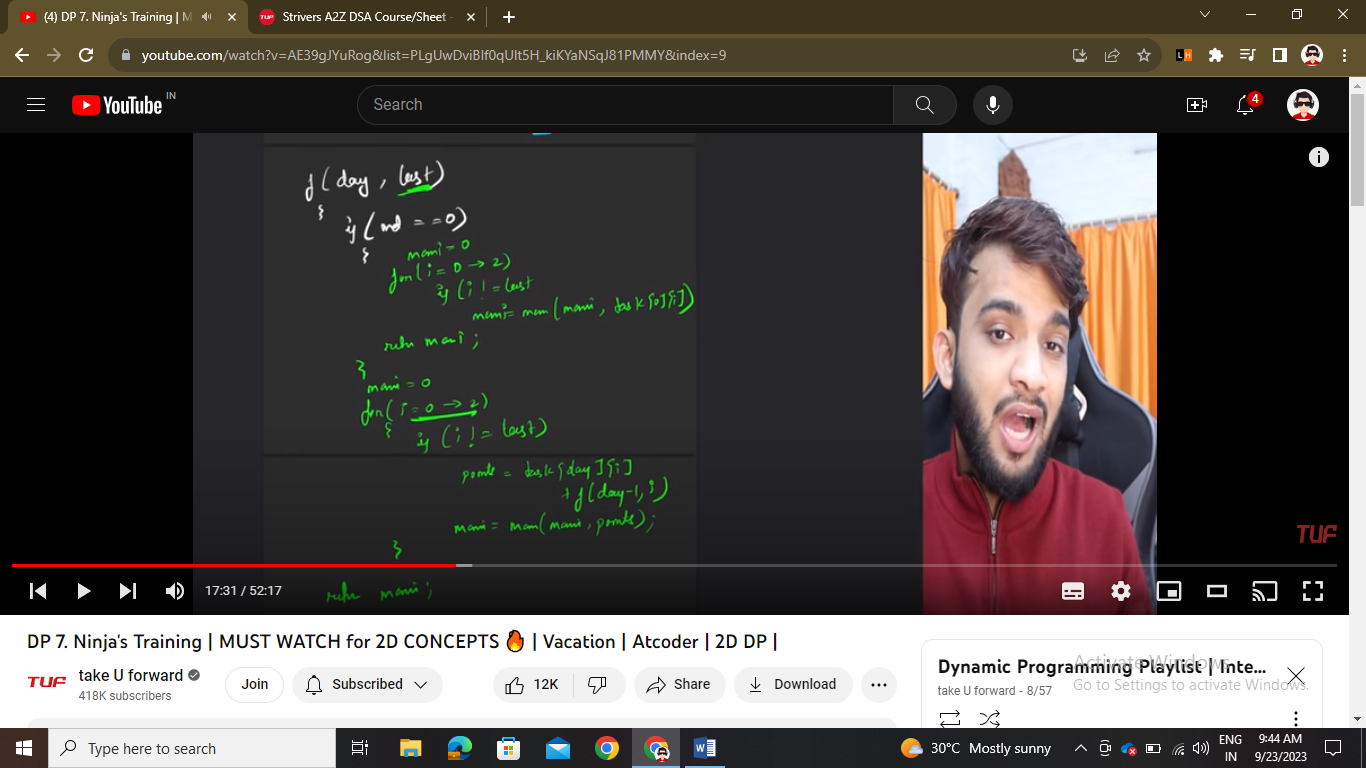 (4) DP 7. Ninja's Training | M
TUF Strivers A2Z DSA Course/Sheet -
youtube.com/watch?v=AE39gJYuRog&list=PLgUwDviBIf0qUlt5H_kiKYaNSqJ81PMMY&index=9
LH
YouTube IN
Search
4
f(day, last)
{
if (ind == 0)
{
maxi = 0
for(i = 0 → 2)
if (i != last
maxi = max(maxi, task[0][i])
return maxi;
}
maxi = 0
for(i = 0 → 2)
{
if (i != last)
points = task[day][i]
+ f(day-1, i)
maxi = max(maxi, points);
}
return maxi;
TUF
17:31 / 52:17
DP 7. Ninja's Training | MUST WATCH for 2D CONCEPTS 🔥 | Vacation | Atcoder | 2D DP |
TUF
take U forward
418K subscribers
Join
Subscribed
12K
Share
Download
Dynamic Programming Playlist | Inte...
take U forward - 8/57
Activate Windows
Go to Settings to activate Windows.
Type here to search
30°C Mostly sunny
ENG
IN
9:44 AM
9/23/2023